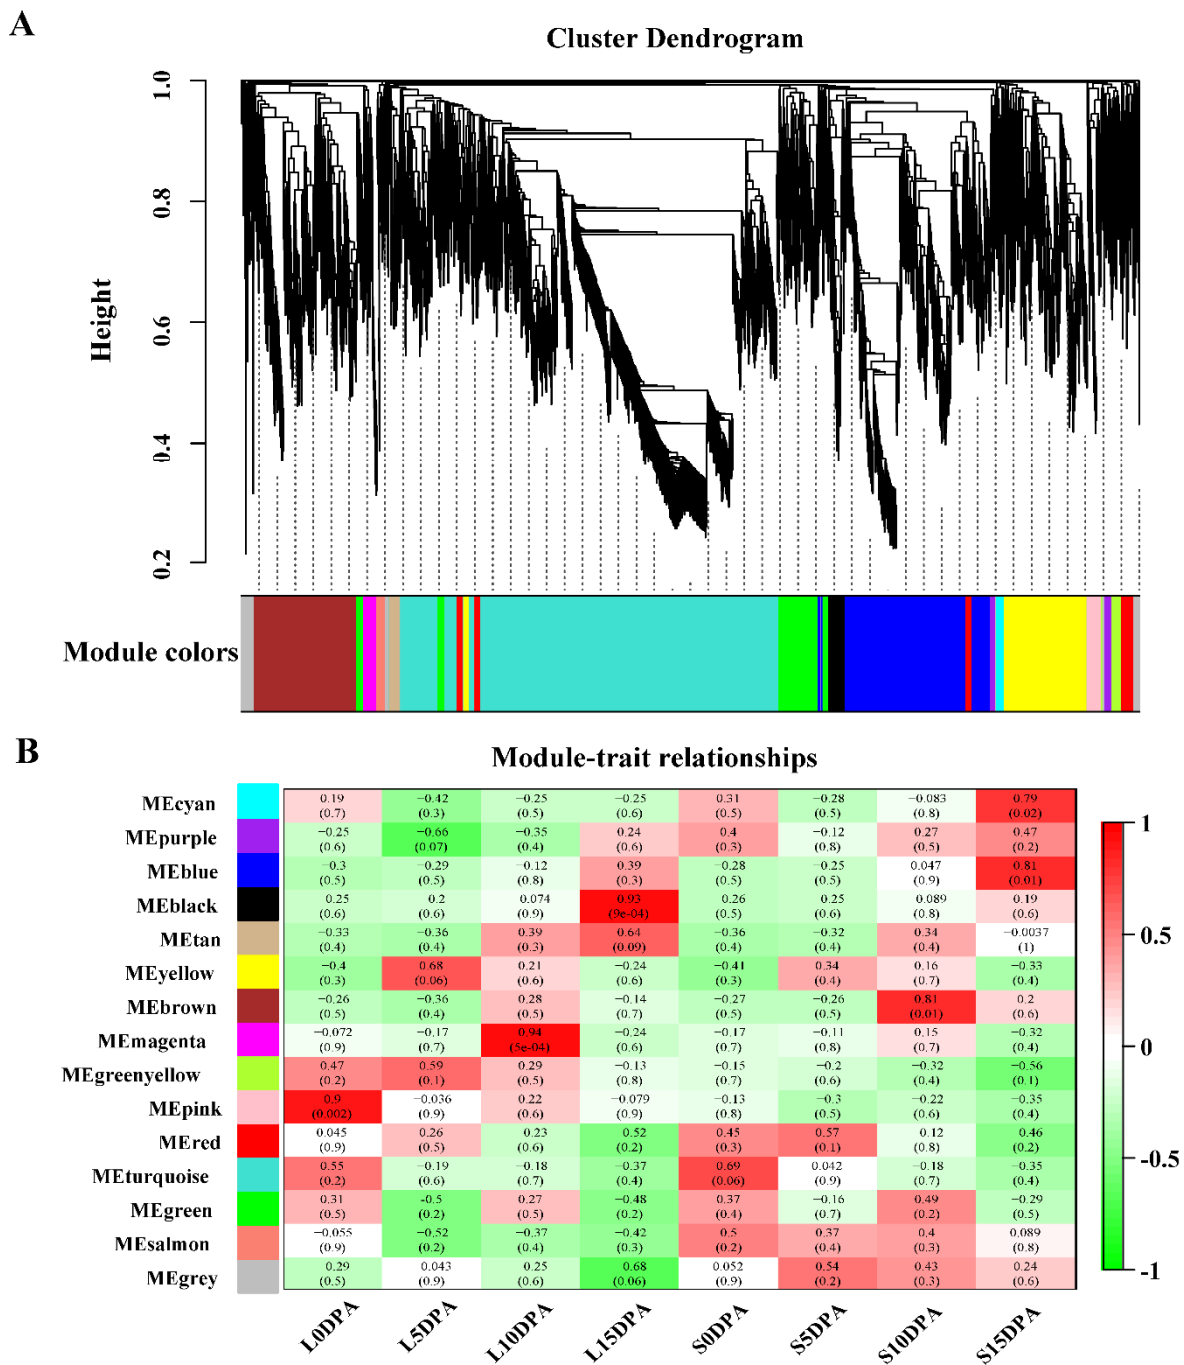 A
Cluster Dendrogram
Height
1.0
0.8
0.6
0.4
0.2
Module colors
B
Module-trait relationships
MEcyan 0.19 −0.42 −0.25 −0.25 0.31 −0.28 −0.083 0.79
(0.7) (0.3) (0.5) (0.6) (0.5) (0.5) (0.8) (0.02)
MEpurple −0.25 −0.66 −0.35 0.24 0.4 −0.12 0.27 0.47
(0.6) (0.07) (0.4) (0.6) (0.3) (0.8) (0.5) (0.2)
MEblue −0.3 −0.29 −0.12 0.39 −0.28 −0.25 0.047 0.81
(0.5) (0.5) (0.8) (0.3) (0.5) (0.5) (0.9) (0.01)
MEblack 0.25 0.2 0.074 0.93 0.26 0.25 0.089 0.19
(0.6) (0.6) (0.9) (9e-04) (0.5) (0.6) (0.8) (0.6)
MEtan −0.33 −0.36 0.39 0.64 −0.36 −0.32 0.34 −0.0037
(0.4) (0.4) (0.3) (0.09) (0.4) (0.4) (0.4) (1)
MEyellow −0.4 0.68 0.21 −0.24 −0.41 0.34 0.16 −0.33
(0.3) (0.06) (0.6) (0.6) (0.3) (0.4) (0.7) (0.4)
MEbrown −0.26 −0.36 0.28 −0.14 −0.27 −0.26 0.81 0.2
(0.5) (0.4) (0.5) (0.7) (0.5) (0.5) (0.01) (0.6)
MEmagenta −0.072 −0.17 0.94 −0.24 −0.17 −0.11 0.15 −0.32
(0.9) (0.7) (5e-04) (0.6) (0.7) (0.8) (0.7) (0.4)
MEgreenyellow 0.47 0.59 0.29 −0.13 −0.15 −0.2 −0.32 −0.56
(0.2) (0.1) (0.5) (0.8) (0.7) (0.6) (0.4) (0.1)
MEpink 0.9 −0.036 0.22 −0.079 −0.13 −0.3 −0.22 −0.35
(0.002) (0.9) (0.6) (0.9) (0.8) (0.5) (0.6) (0.4)
MEred 0.045 0.26 0.23 0.52 0.45 0.57 0.12 0.46
(0.9) (0.5) (0.6) (0.2) (0.3) (0.1) (0.8) (0.2)
MEturquoise 0.55 −0.19 −0.18 −0.37 0.69 0.042 −0.18 −0.35
(0.2) (0.6) (0.7) (0.4) (0.06) (0.9) (0.7) (0.4)
MEgreen 0.31 -0.5 0.27 −0.48 0.37 −0.16 0.49 −0.29
(0.5) (0.2) (0.5) (0.2) (0.4) (0.7) (0.2) (0.5)
MEsalmon −0.055 −0.52 −0.37 −0.42 0.5 0.37 0.4 0.089
(0.9) (0.2) (0.4) (0.3) (0.2) (0.4) (0.3) (0.8)
MEgrey 0.29 0.043 0.25 0.68 0.052 0.54 0.43 0.24
(0.5) (0.9) (0.6) (0.06) (0.9) (0.2) (0.3) (0.6)
L0DPA L5DPA L10DPA L15DPA S0DPA S5DPA S10DPA S15DPA
1
0.5
0
-0.5
-1